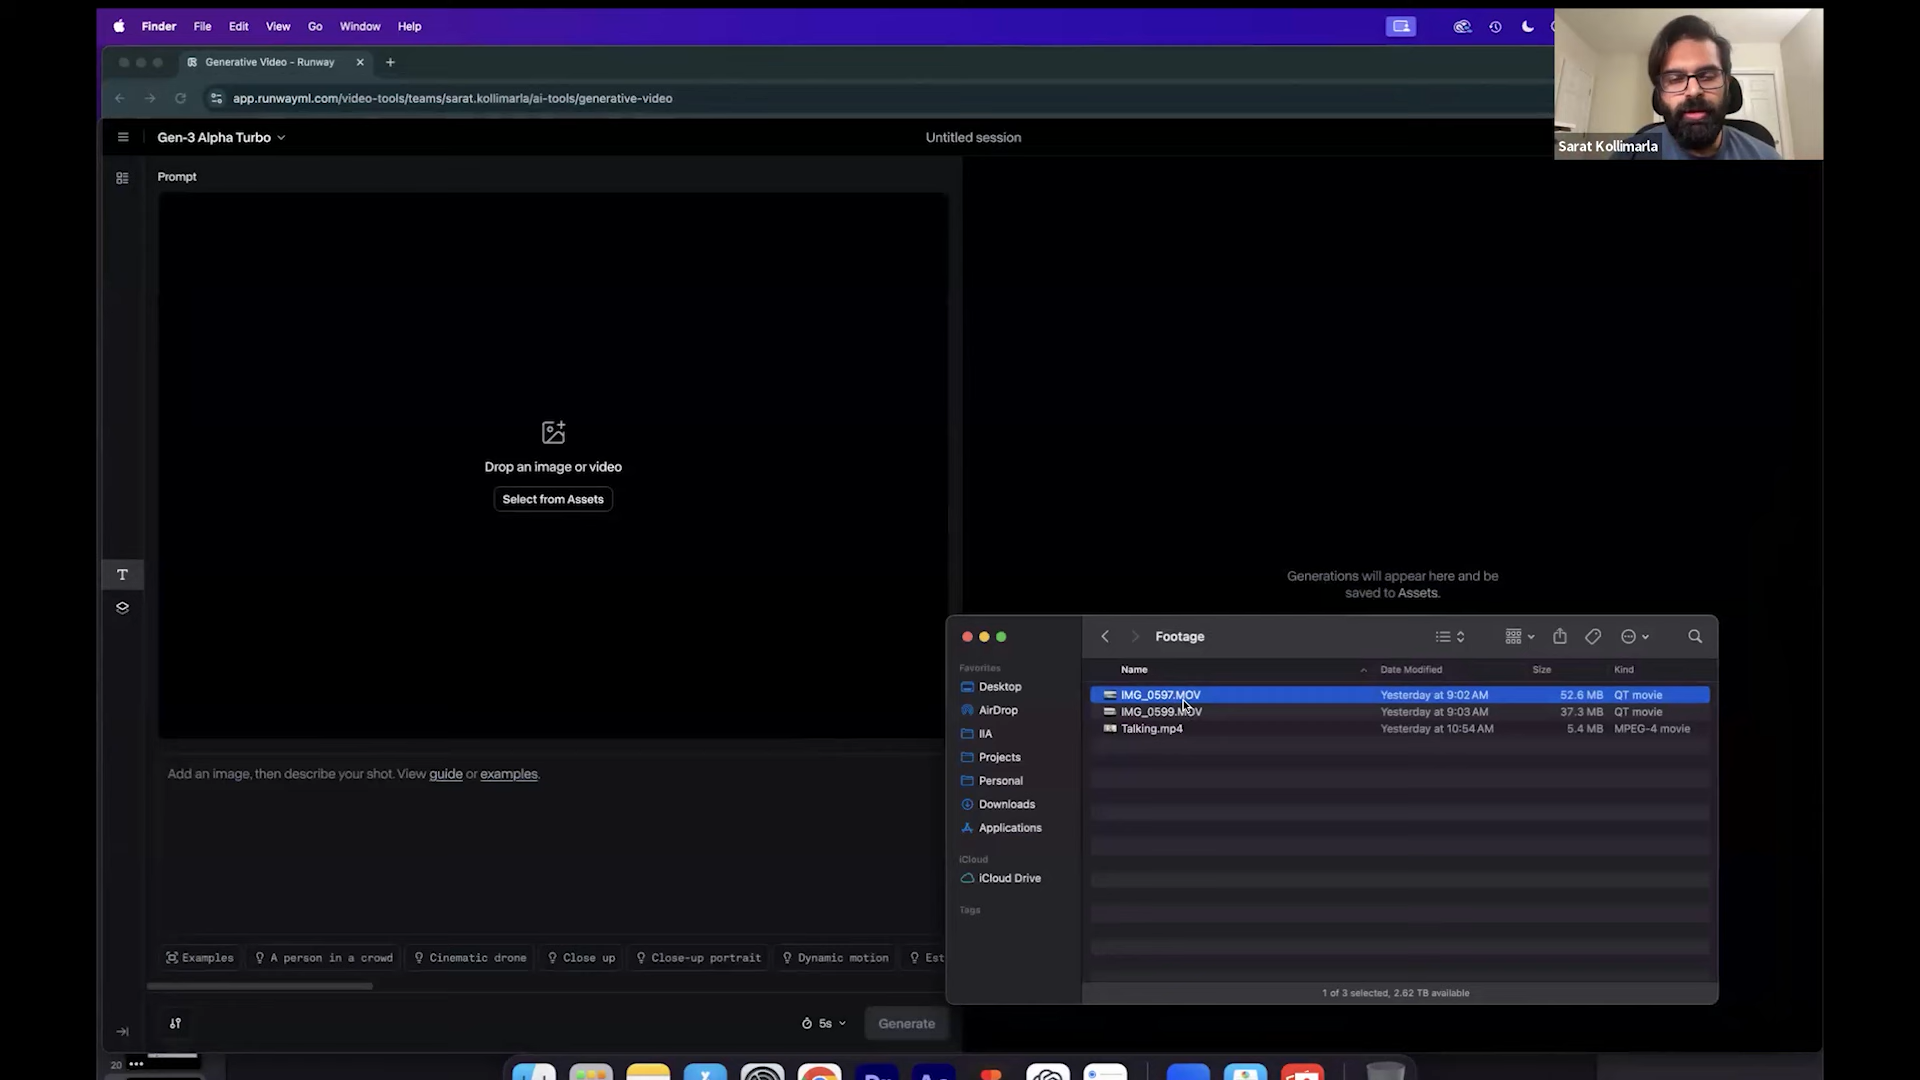 Finder File Edit View Go Window Help
Generative Video - Runway
app.runwayml.com/video-tools/teams/sarat.kollimarla/ai-tools/generative-video
Gen-3 Alpha Turbo
Untitled session
Sarat Kollimarla
Prompt
Drop an image or video
Select from Assets
T
Generations will appear here and be
saved to Assets.
Add an image, then describe your shot. View guide or examples.
Examples A person in a crowd Cinematic drone Close up Close-up portrait Dynamic motion Est
5s Generate
20
Footage
Favorites
Desktop
AirDrop
IIA
Projects
Personal
Downloads
Applications
iCloud
iCloud Drive
Tags
Name Date Modified Size Kind
IMG_0597.MOV Yesterday at 9:02 AM 52.6 MB QT movie
IMG_0599.MOV Yesterday at 9:03 AM 37.3 MB QT movie
Talking.mp4 Yesterday at 10:54 AM 5.4 MB MPEG-4 movie
1 of 3 selected, 2.62 TB available